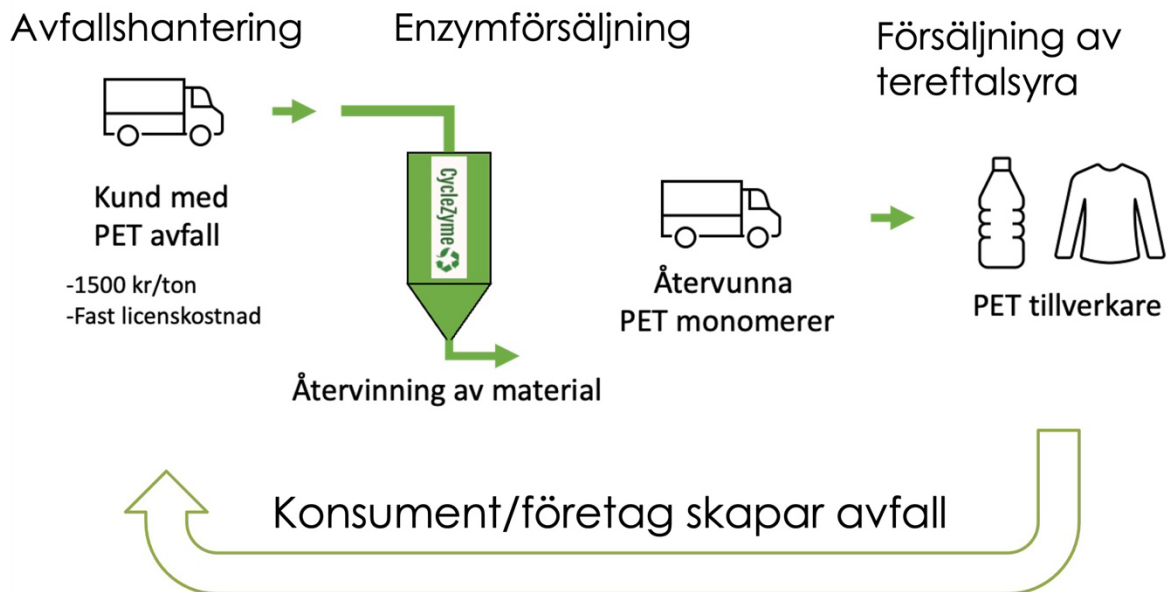 Avfallshantering
Enzymförsäljning
Försäljning av
tereftalsyra
Kund med
PET avfall
-1500 kr/ton
-Fast licenskostnad
CycleZyme
Återvinning av material
Återvunna
PET monomerer
PET tillverkare
Konsument/företag skapar avfall